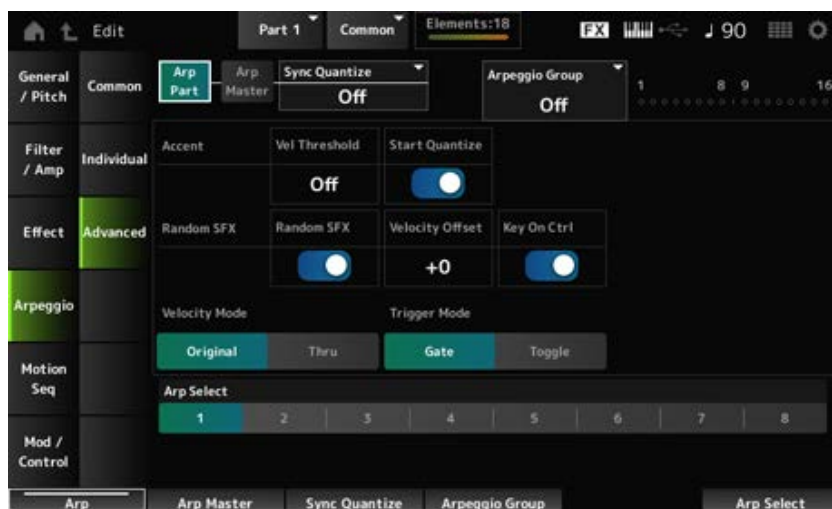 Edit
Part 1
Common
Elements:18
FX
♩ 90
General / Pitch
Common
Arp Part
Arp Master
Sync Quantize
Off
Arpeggio Group
Off
1 8 9 16
Filter / Amp
Individual
Accent
Vel Threshold
Off
Start Quantize
Effect
Advanced
Random SFX
Random SFX
Velocity Offset
+0
Key On Ctrl
Arpeggio
Velocity Mode
Trigger Mode
Original
Thru
Gate
Toggle
Motion Seq
Arp Select
1 2 3 4 5 6 7 8
Mod / Control
Arp
Arp Master
Sync Quantize
Arpeggio Group
Arp Select